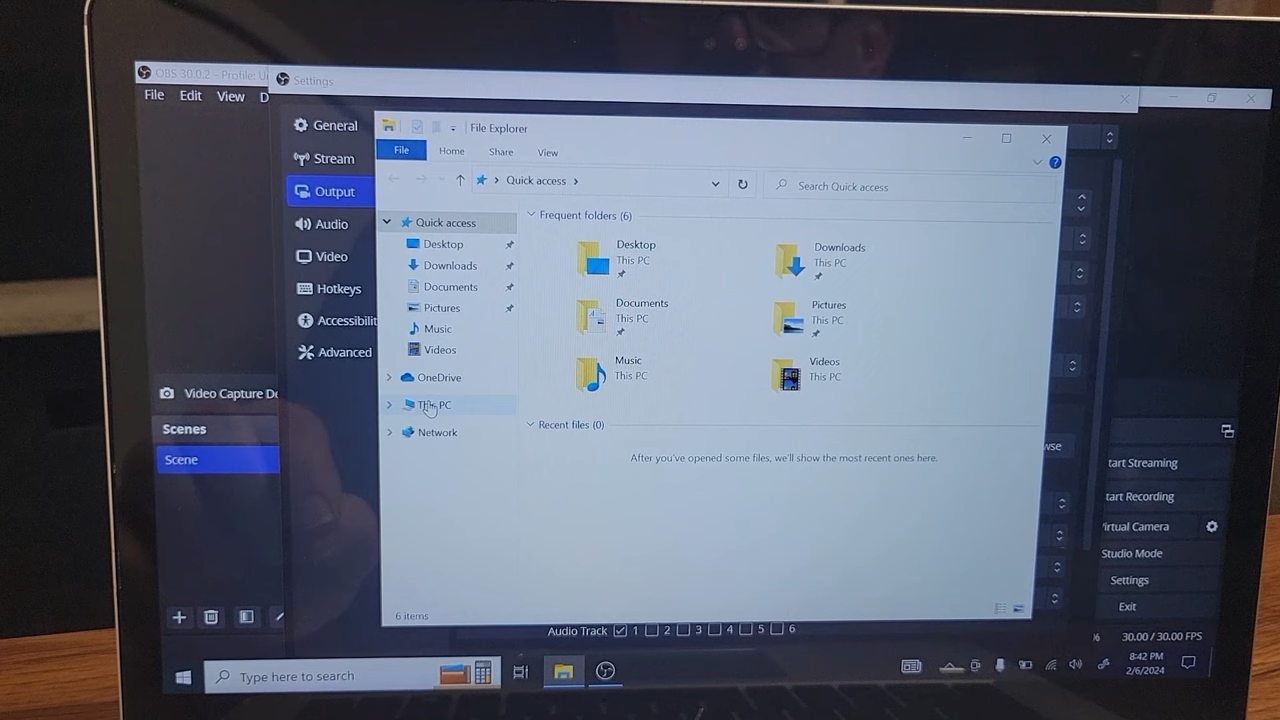 OBS 30.0.2 - Profile:
Settings
File Edit View
General
Stream
Output
Audio
Video
Hotkeys
Advanced
File Explorer
File Home Share View
Quick access
Search Quick access
Quick access
Desktop
Downloads
Documents
Pictures
Music
Videos
OneDrive
This PC
Network
Frequent folders (6)
Desktop
This PC
Downloads
This PC
Documents
This PC
Pictures
This PC
Music
This PC
Videos
This PC
Recent files (0)
After you've opened some files, we'll show the most recent ones here.
6 items
Video Capture
Scenes
Scene
tart Streaming
tart Recording
Virtual Camera
Studio Mode
Settings
Exit
Audio Track 1 2 3 4 5 6
30.00 / 30.00 FPS
Type here to search
8:42 PM
2/6/2024